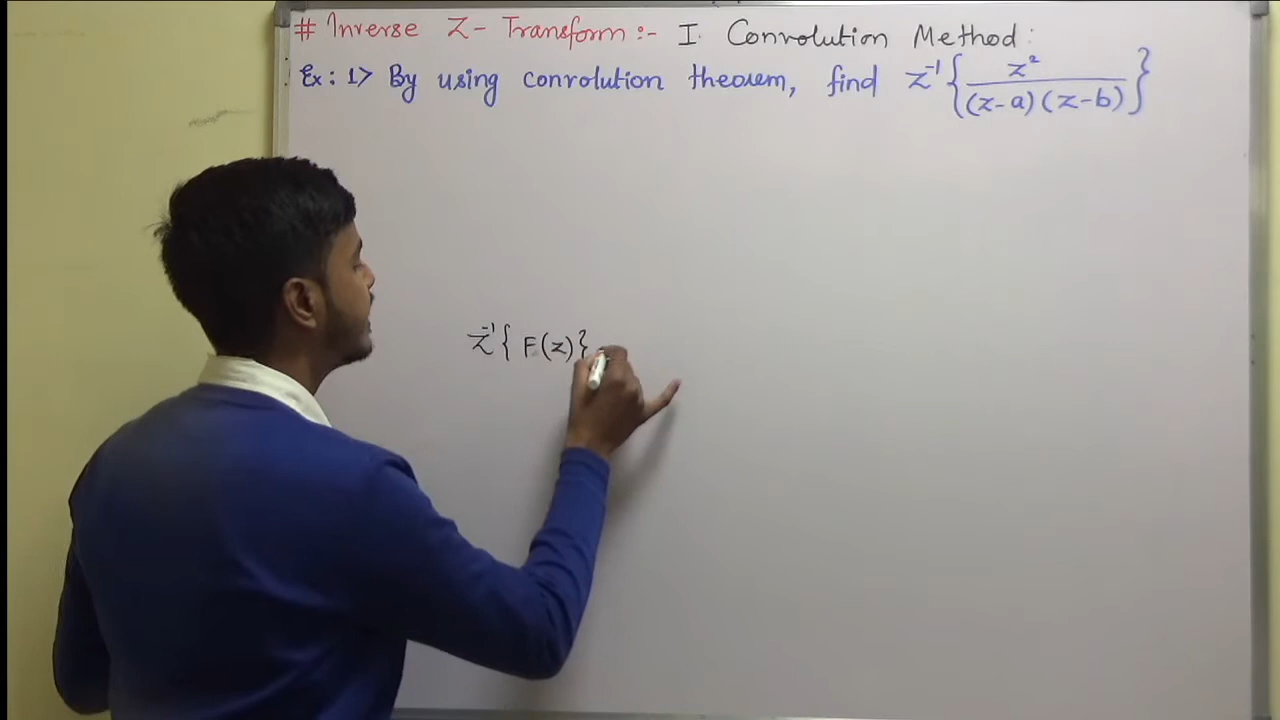 # Inverse Z- Transform :- I. Convolution Method :
Ex : 1> By using convolution theorem, find z⁻¹{z²/(z-a)(z-b)}
z⁻¹{ F(z)}